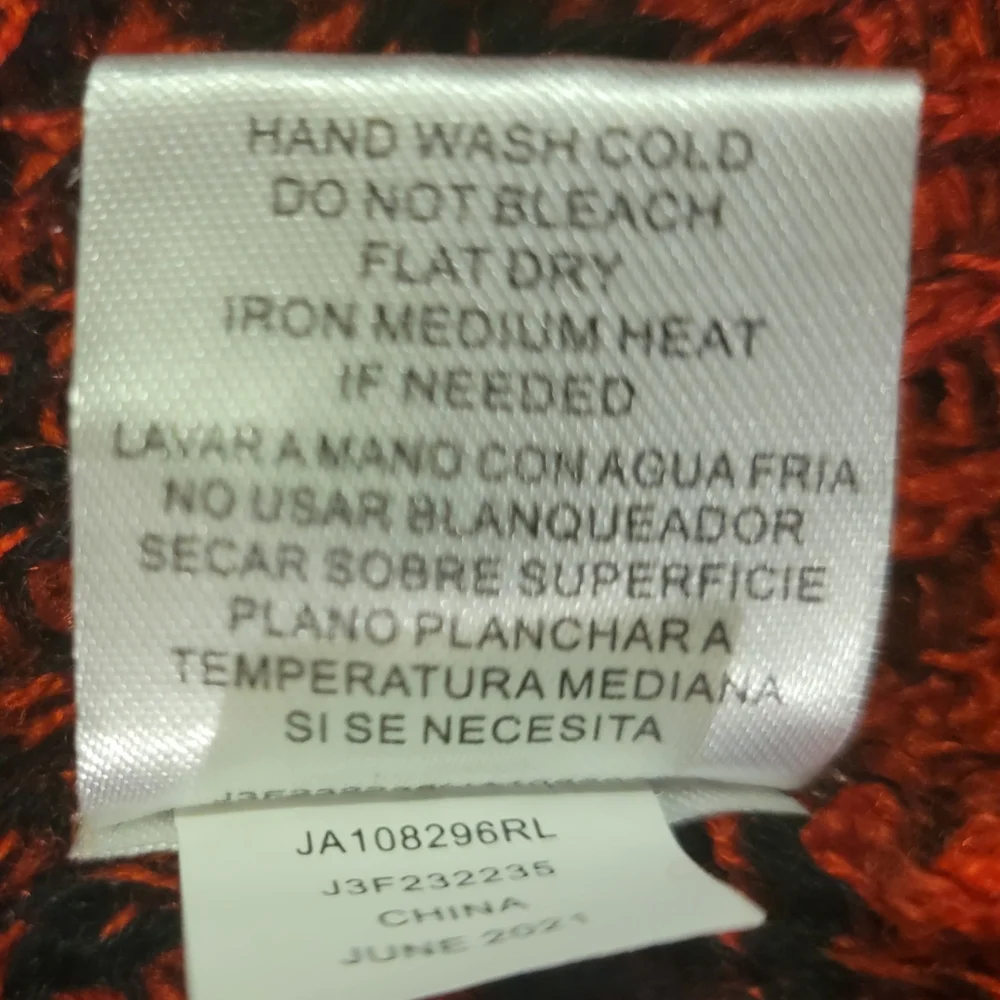 HAND WASH COLD
DO NOT BLEACH
FLAT DRY
IRON MEDIUM HEAT
IF NEEDED
LAVAR A MANO CON AGUA FRIA
NO USAR BLANQUEADOR
SECAR SOBRE SUPERFICIE
PLANO PLANCHAR A
TEMPERATURA MEDIANA
SI SE NECESITA
JA108296RL
J3F232235
CHINA
JUNE 2021